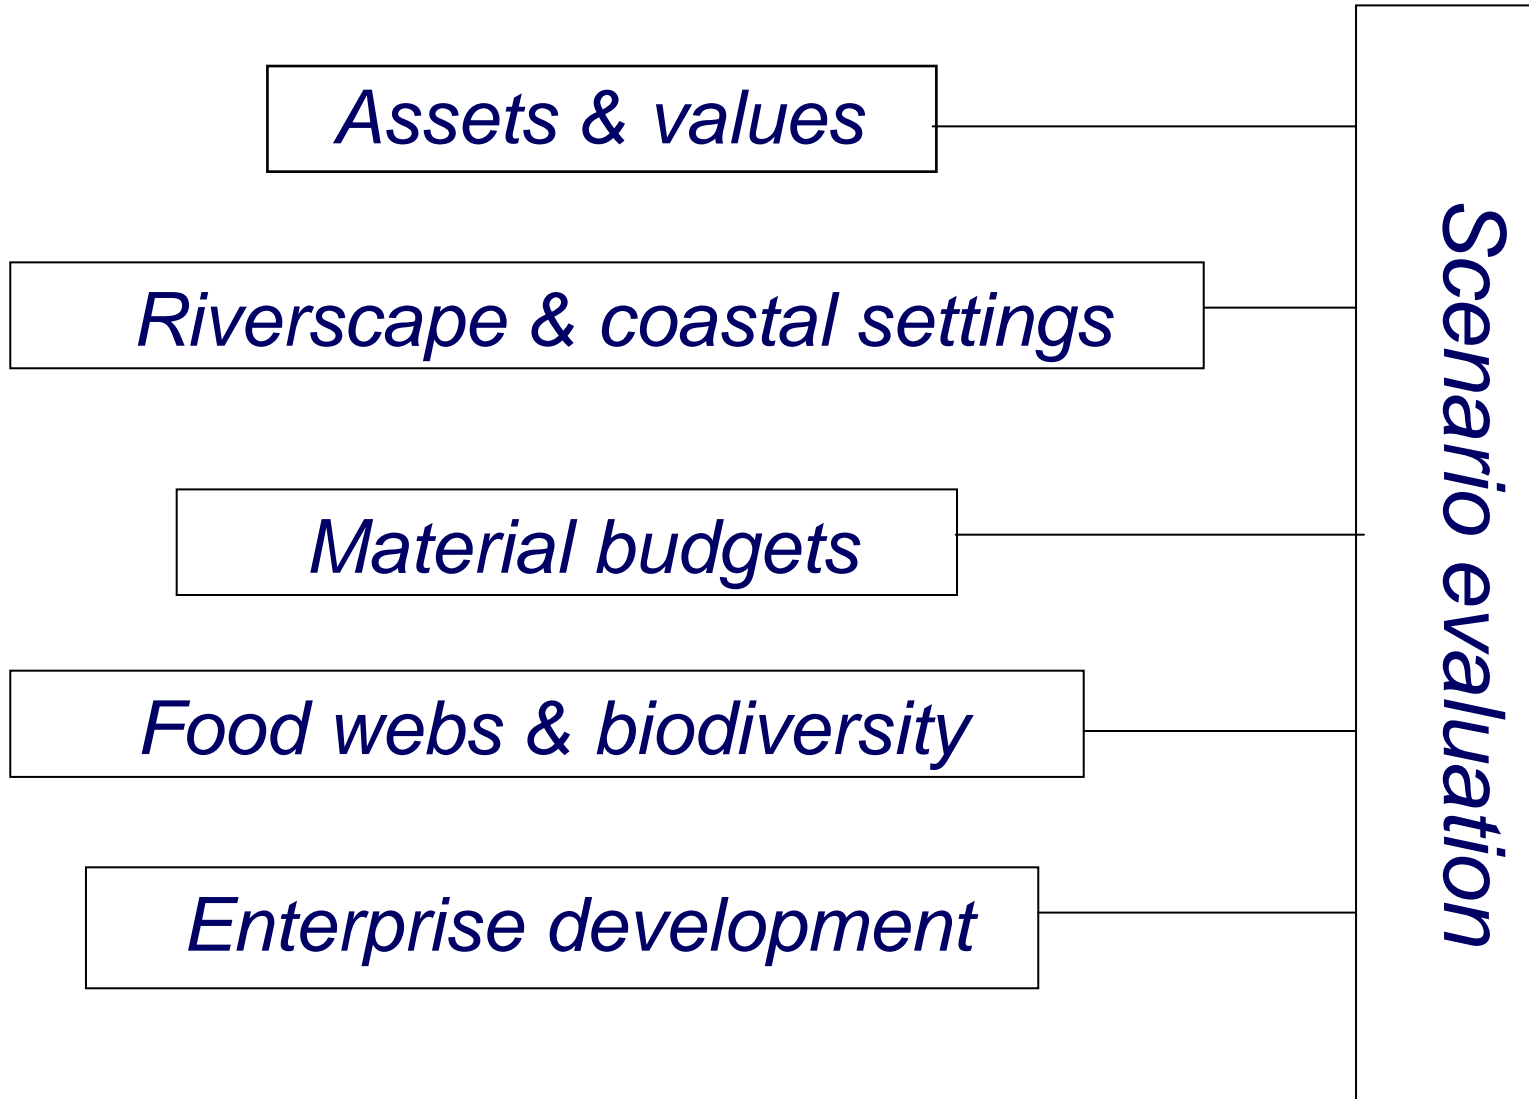 Assets & values
Riverscape & coastal settings
Material budgets
Food webs & biodiversity
Enterprise development
Scenario evaluation